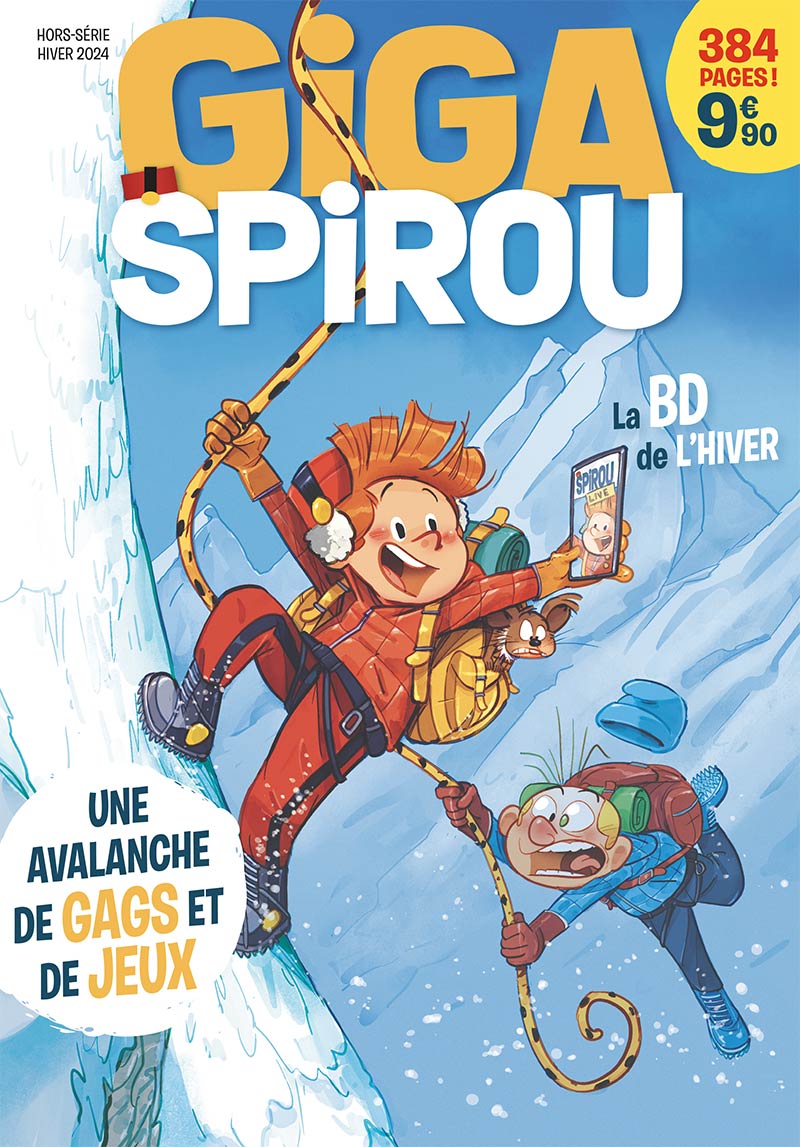 HORS-SÉRIE
HIVER 2024
GiGA
SPiROU
384
PAGES !
9€90
La BD
de L'HIVER
SPIROU
LIVE
UNE
AVALANCHE
DE GAGS ET
DE JEUX